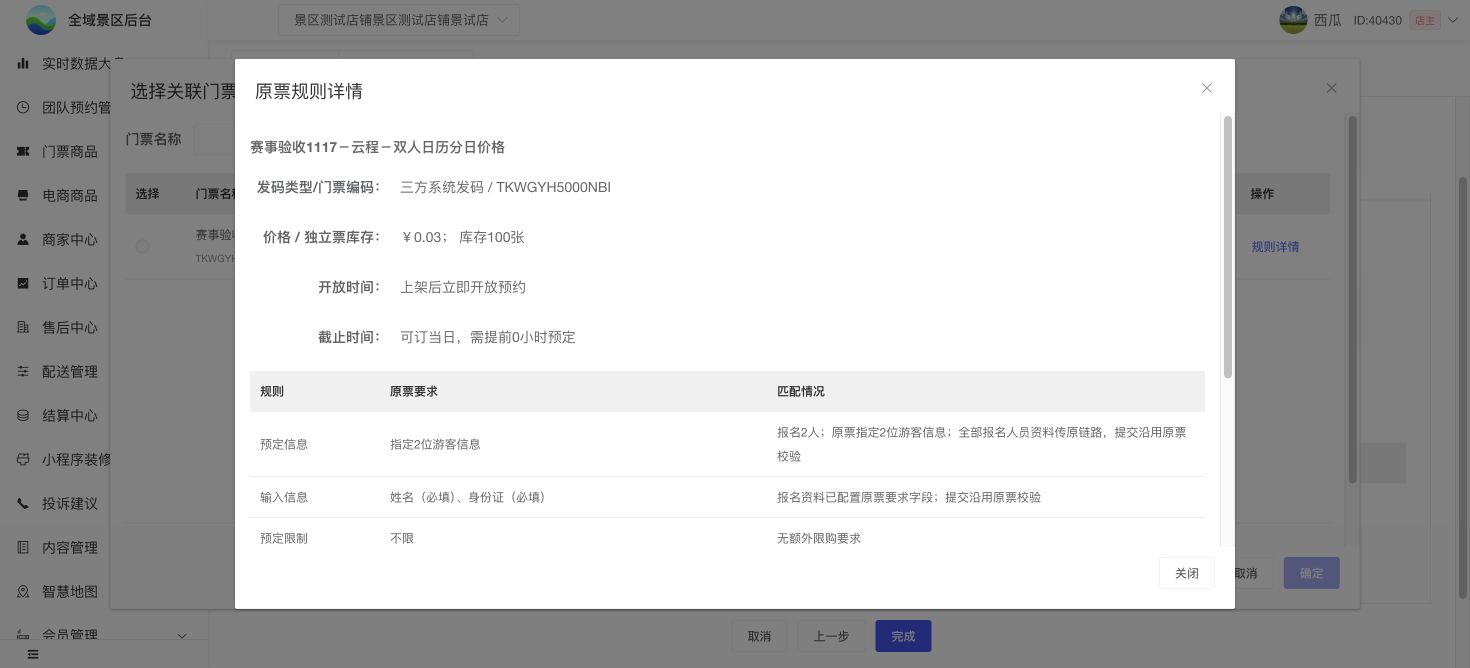 全域景区后台
景区测试店铺景区测试店铺景试店
西瓜 ID:40430 店主
实时数据大
团队预约管
门票商品
电商商品
商家中心
订单中心
售后中心
配送管理
结算中心
小程序装修
投诉建议
内容管理
智慧地图
会员管理
选择关联门票
门票名称
选择 门票名称
赛事验
TKWGYH
操作
规则详情
取消 确定
取消 上一步 完成
原票规则详情
赛事验收1117－云程－双人日历分日价格
发码类型/门票编码： 三方系统发码 / TKWGYH5000NBI
价格 / 独立票库存： ￥0.03； 库存100张
开放时间： 上架后立即开放预约
截止时间： 可订当日，需提前0小时预定
规则 原票要求 匹配情况
预定信息 指定2位游客信息 报名2人；原票指定2位游客信息；全部报名人员资料传原链路，提交沿用原票
校验
输入信息 姓名（必填）、身份证（必填） 报名资料已配置原票要求字段；提交沿用原票校验
预定限制 不限 无额外限购要求
关闭